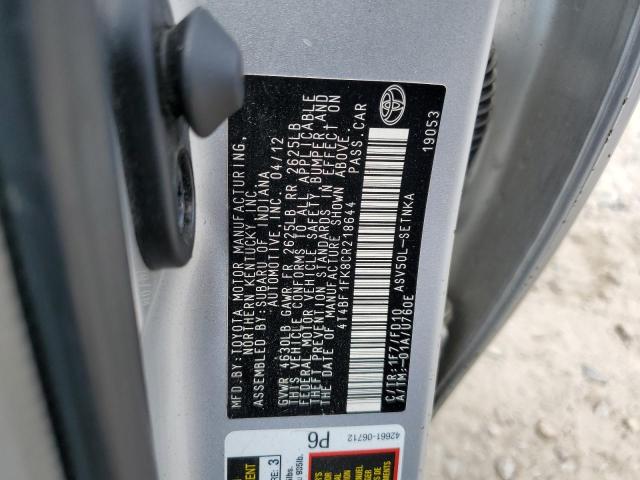 MFD. BY: TOYOTA MOTOR MANUFACTURING,
NORTHERN KENTUCKY, INC.
ASSEMBLED BY: SUBARU OF INDIANA
AUTOMOTIVE, INC. 04/12
GVWR 4630LB GAWR FR 2625LB RR 2625LB
THIS VEHICLE CONFORMS TO ALL APPLICABLE
FEDERAL MOTOR VEHICLE SAFETY, BUMPER AND
THEFT PREVENTION STANDARDS IN EFFECT ON
THE DATE OF MANUFACTURE SHOWN ABOVE.
4T4BF1FK8CR218644 PASS.CAR
C/TR:1F7/FD10 ASV50L-SETNKA
A/TM:-01A/U760E
19053
TOYOTA
42661-06712
P6